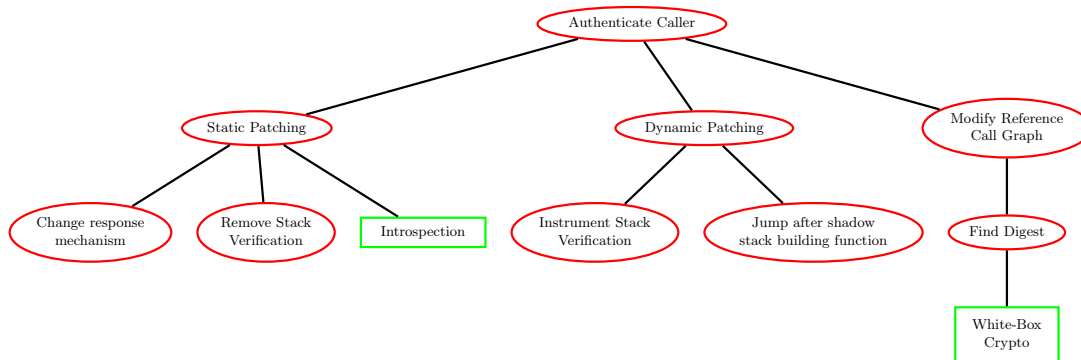 Authenticate Caller
Static Patching
Dynamic Patching
Modify Reference
Call Graph
Change response
mechanism
Remove Stack
Verification
Introspection
Instrument Stack
Verification
Jump after shadow
stack building function
Find Digest
White-Box
Crypto